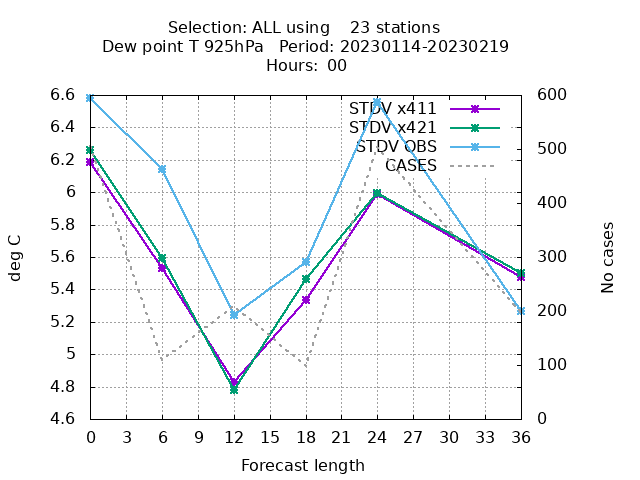 Selection: ALL using    23 stations
Dew point T 925hPa   Period: 20230114-20230219
Hours: 00
6.6
6.4
6.2
6
5.8
5.6
5.4
5.2
5
4.8
4.6
deg C
STDV x411
STDV x421
STDV OBS
CASES
600
500
400
300
200
100
0
No cases
0 3 6 9 12 15 18 21 24 27 30 33 36
Forecast length